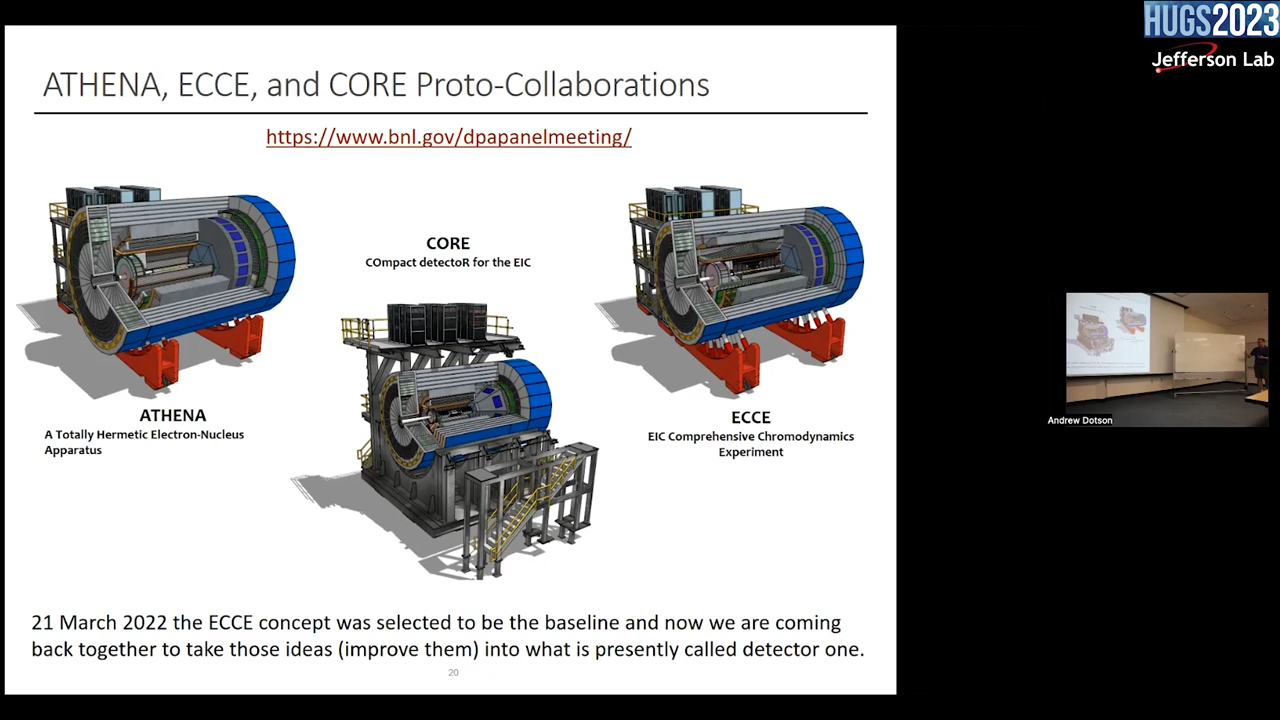 HUGS2023
Jefferson Lab
ATHENA, ECCE, and CORE Proto-Collaborations
https://www.bnl.gov/dpapanelmeeting/
CORE
COmpact detectoR for the EIC
ATHENA
A Totally Hermetic Electron-Nucleus
Apparatus
ECCE
EIC Comprehensive Chromodynamics
Experiment
Andrew Dotson
21 March 2022 the ECCE concept was selected to be the baseline and now we are coming
back together to take those ideas (improve them) into what is presently called detector one.
20